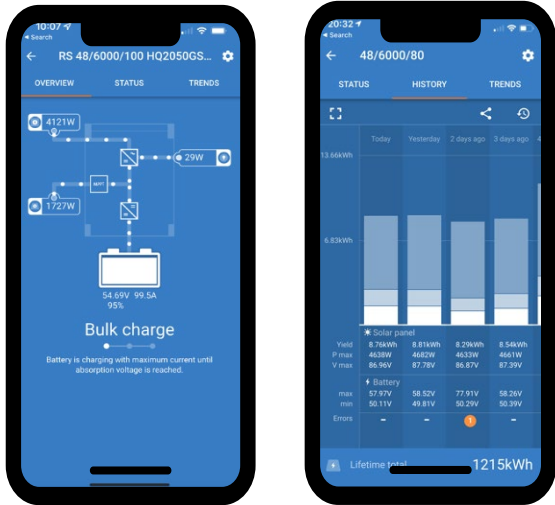 10:07
Search
RS 48/6000/100 HQ2050GS...
OVERVIEW STATUS TRENDS
4121W
29W
MPPT
1727W
54.69V 99.5A
95%
Bulk charge
Battery is charging with maximum current until
absorption voltage is reached.
20:32
Search
48/6000/80
STATUS HISTORY TRENDS
Today Yesterday 2 days ago 3 days ago 4
13.66kWh
6.83kWh
Solar panel
Yield 8.76kWh 8.81kWh 8.29kWh 8.54kWh
P max 4638W 4682W 4633W 4661W
V max 86.96V 87.78V 86.87V 87.39V
Battery
max 57.97V 58.52V 77.91V 58.26V
min 50.11V 49.81V 50.29V 50.39V
Errors – – 1 –
Lifetime total 1215kWh